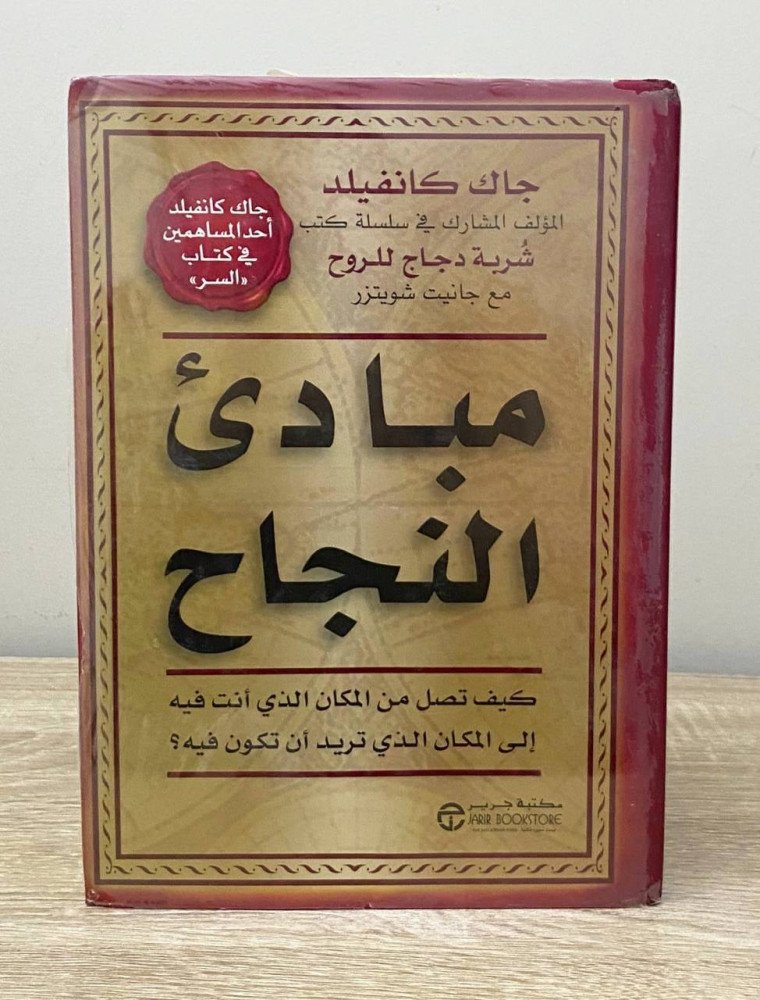 جاك كانفيلد
المؤلف المشارك في سلسلة كتب
شُربة دجاج للروح
مع جانيت شويتزر
جاك كانفيلد
أحد المساهمين
في كتاب
«السر»
مبادئ
النجاح
كيف تصل من المكان الذي أنت فيه
إلى المكان الذي تريد أن تكون فيه؟
مكتبة جرير
JARIR BOOKSTORE